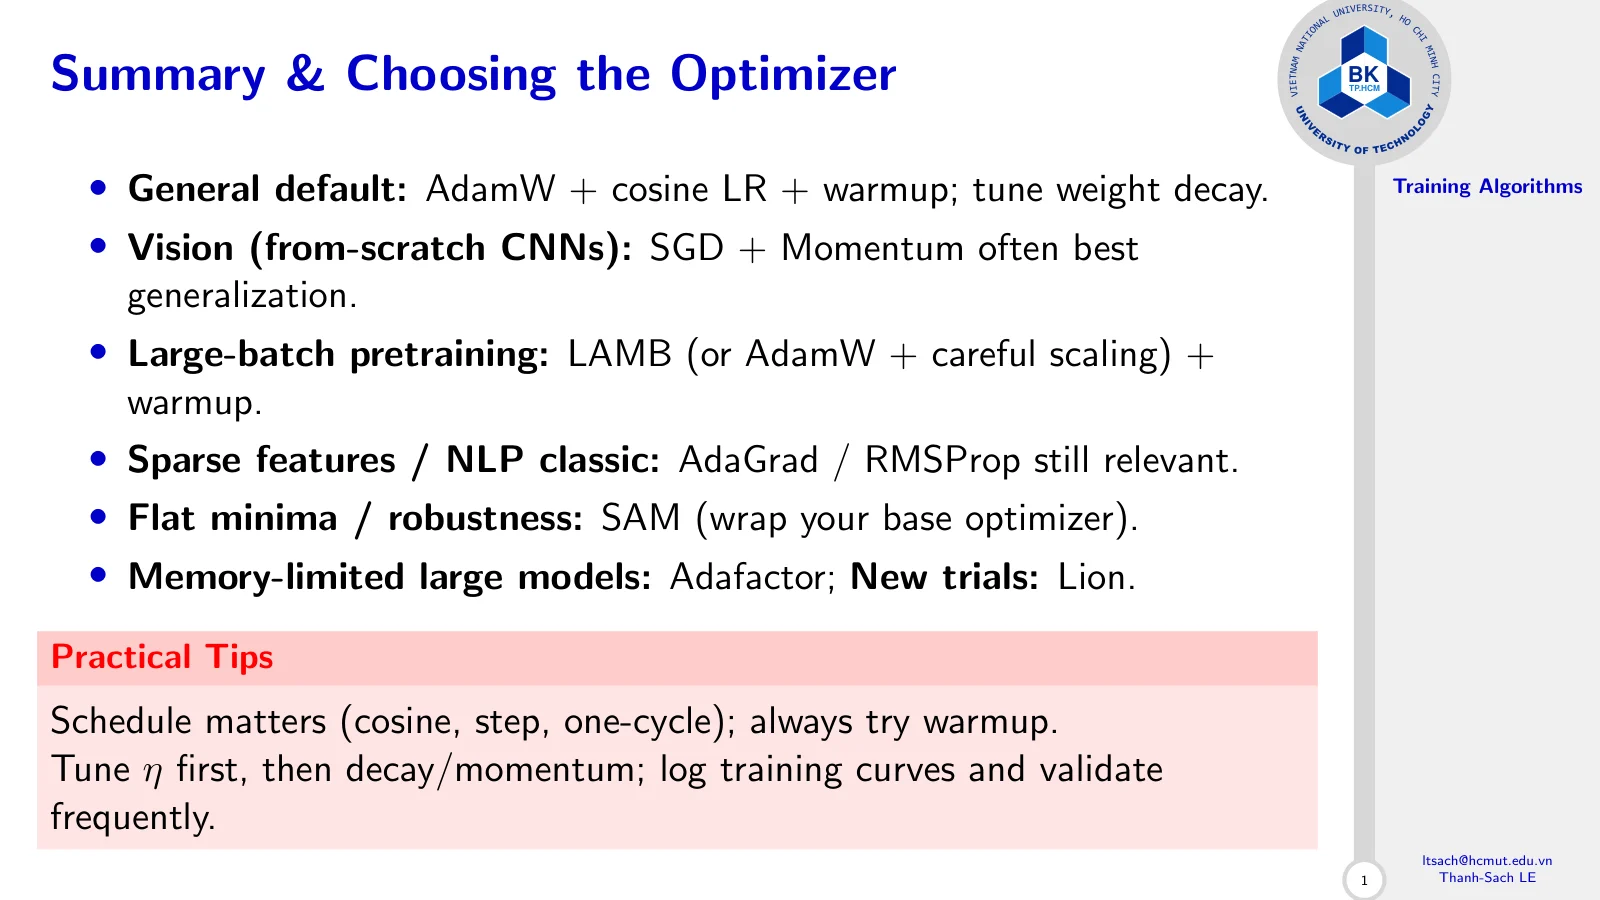 Summary & Choosing the Optimizer
VIETNAM NATIONAL UNIVERSITY, HO CHI MINH CITY
BK
TP.HCM
UNIVERSITY OF TECHNOLOGY
Training Algorithms
• General default: AdamW + cosine LR + warmup; tune weight decay.
• Vision (from-scratch CNNs): SGD + Momentum often best
generalization.
• Large-batch pretraining: LAMB (or AdamW + careful scaling) +
warmup.
• Sparse features / NLP classic: AdaGrad / RMSProp still relevant.
• Flat minima / robustness: SAM (wrap your base optimizer).
• Memory-limited large models: Adafactor; New trials: Lion.
Practical Tips
Schedule matters (cosine, step, one-cycle); always try warmup.
Tune η first, then decay/momentum; log training curves and validate
frequently.
1
ltsach@hcmut.edu.vn
Thanh-Sach LE